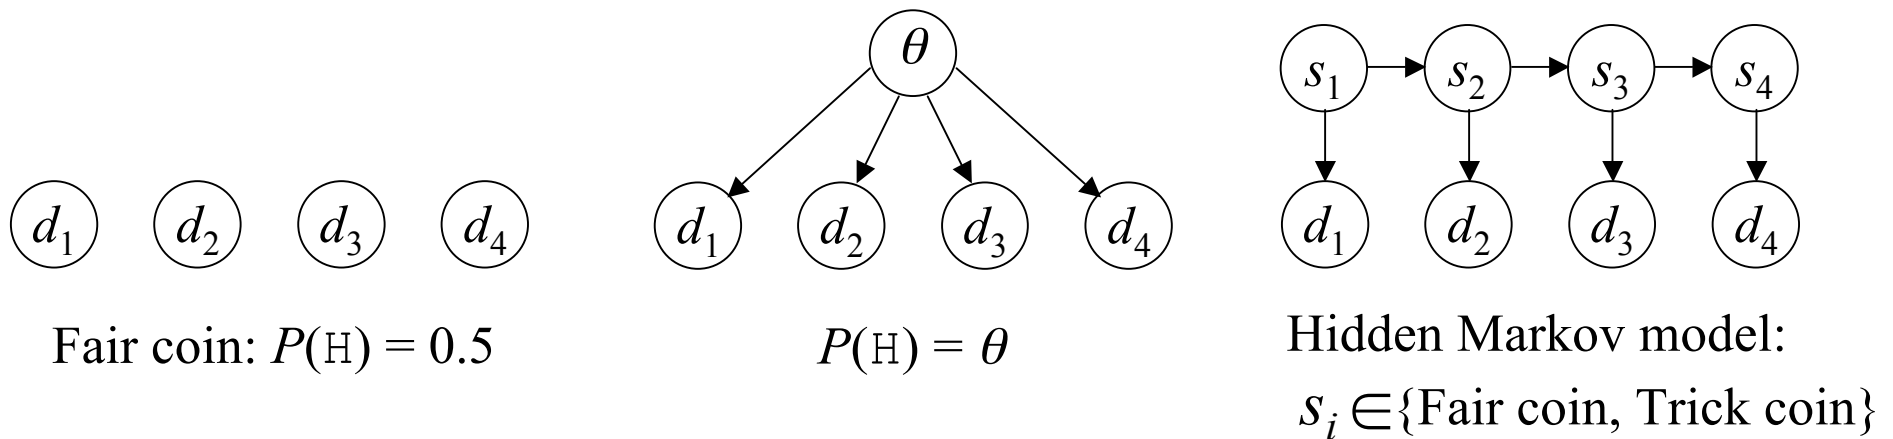 θ
s1 s2 s3 s4
d1 d2 d3 d4 d1 d2 d3 d4 d1 d2 d3 d4
Fair coin: P(H) = 0.5
P(H) = θ
Hidden Markov model:
si ∈{Fair coin, Trick coin}